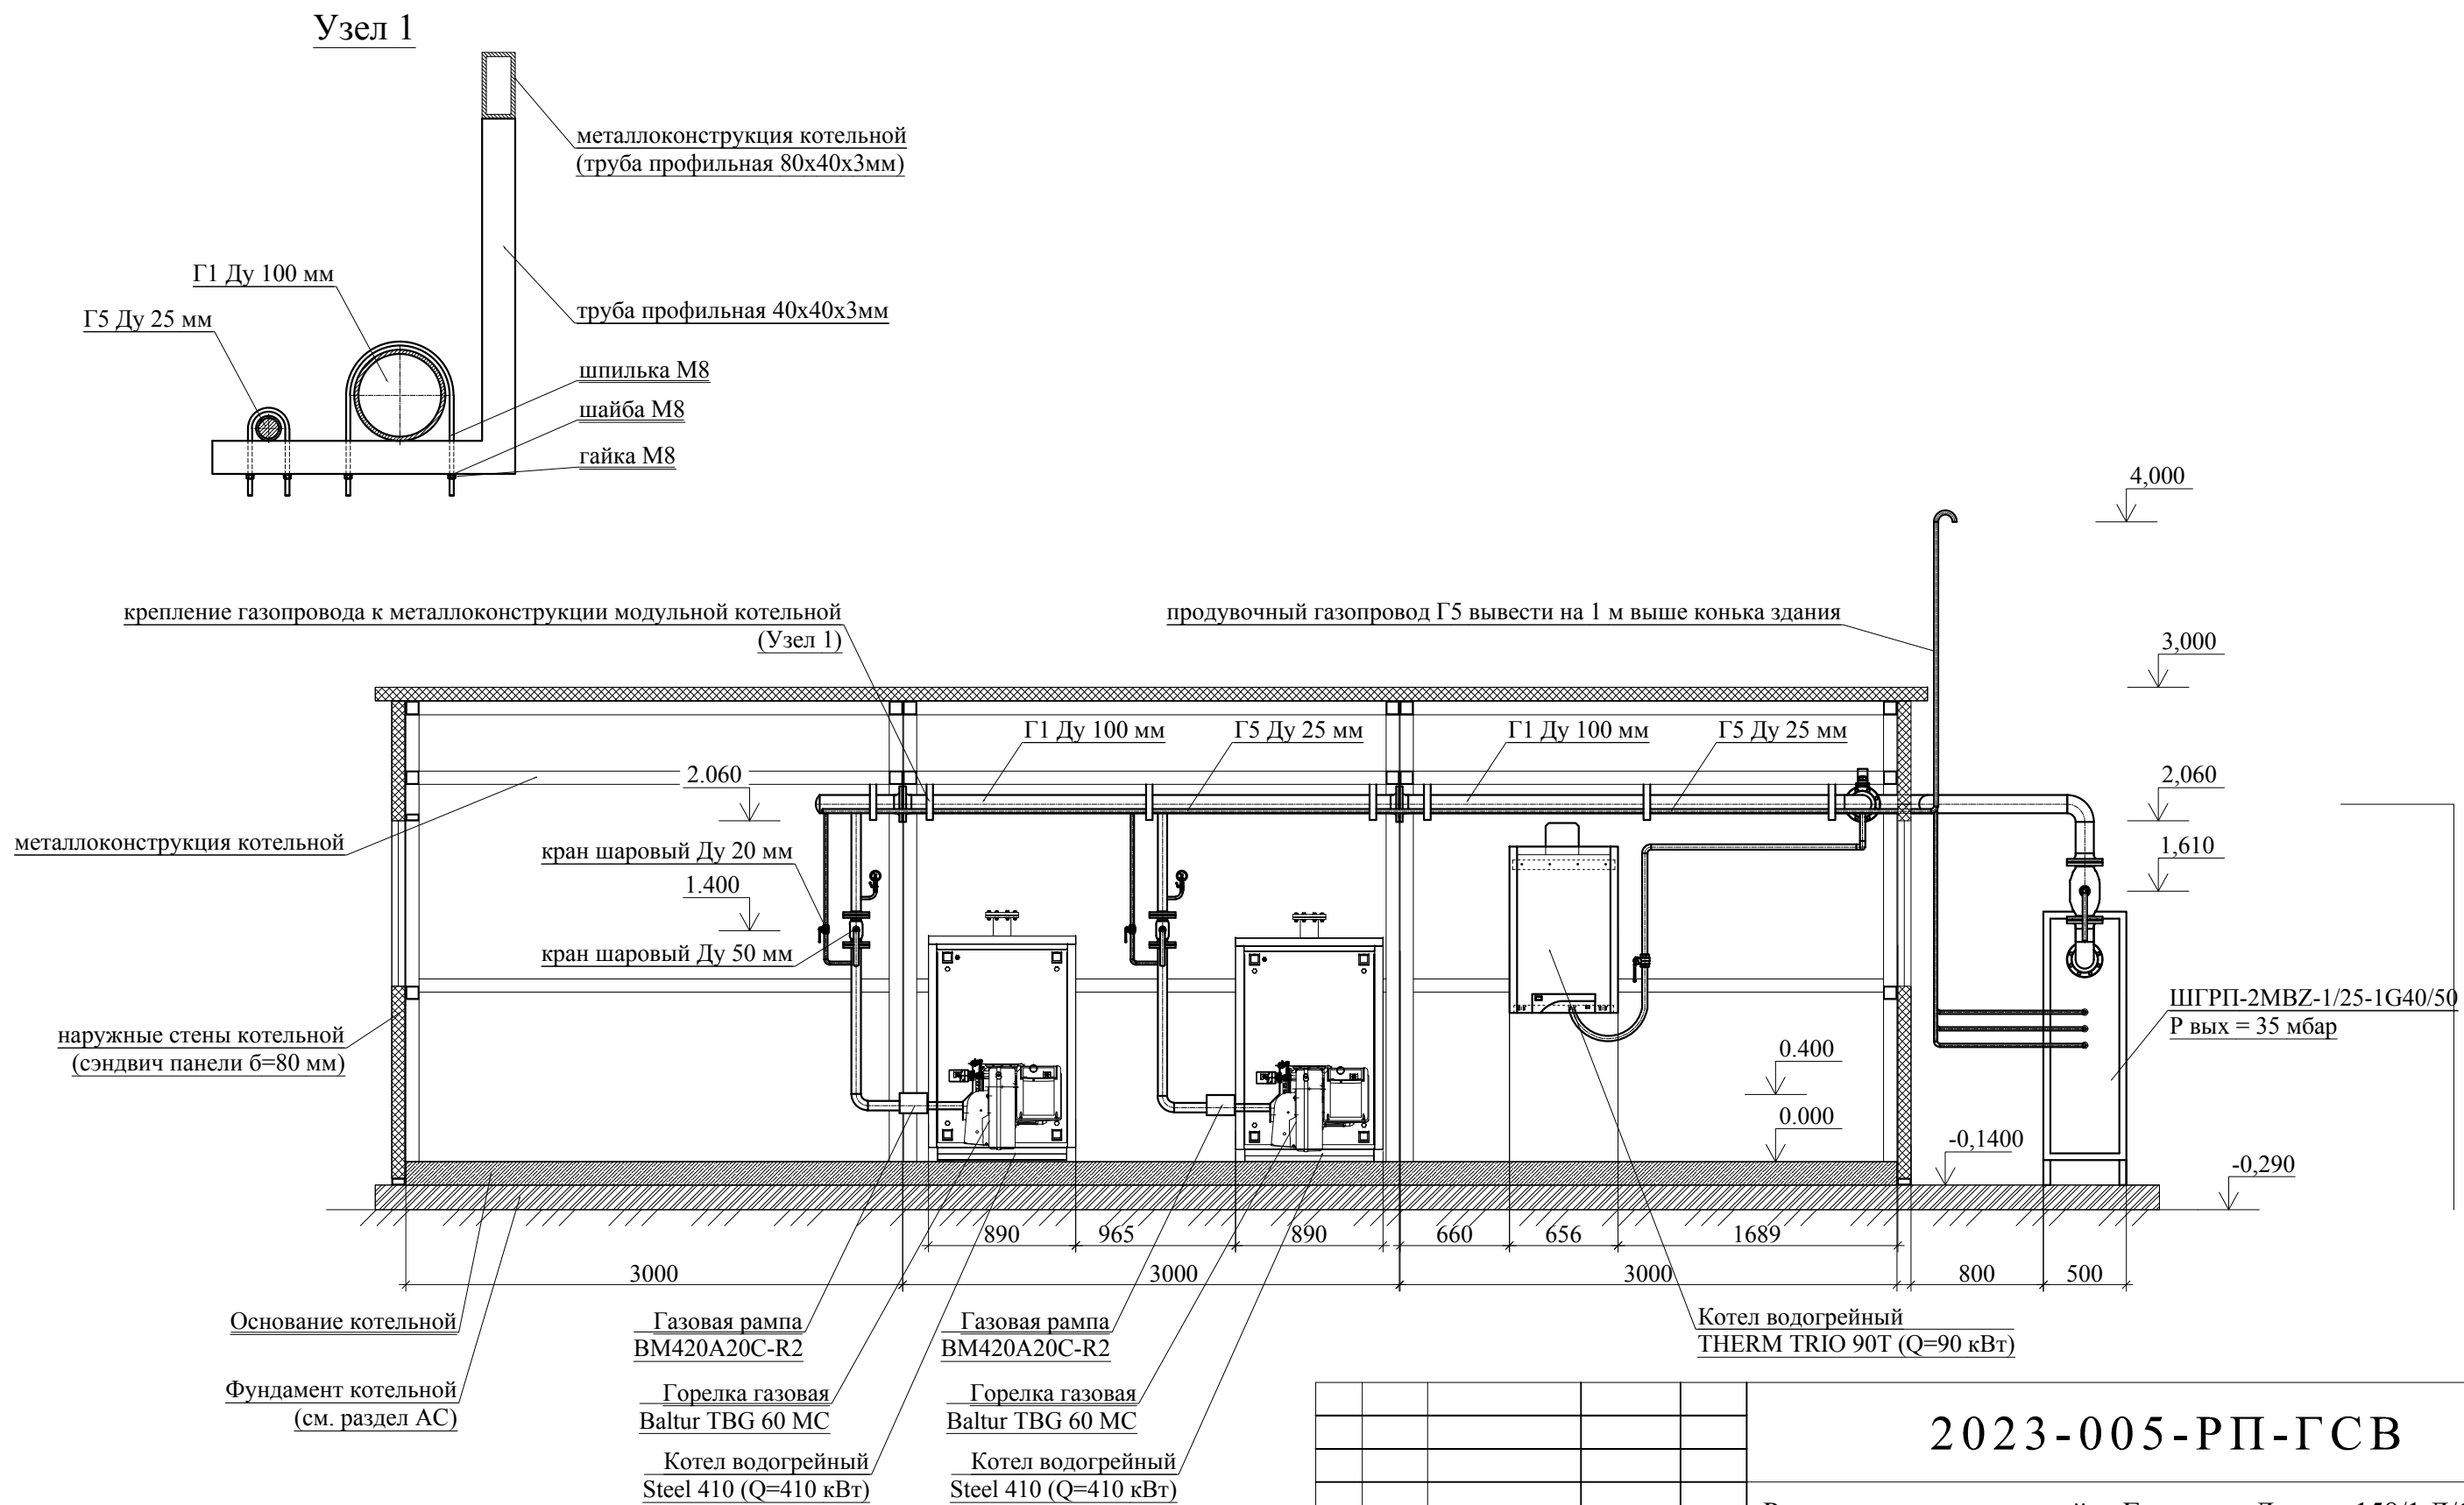 Узел 1
металлоконструкция котельной
(труба профильная 80х40х3мм)
Г1 Ду 100 мм
Г5 Ду 25 мм
труба профильная 40х40х3мм
шпилька М8
шайба М8
гайка М8
4,000
крепление газопровода к металлоконструкции модульной котельной
(Узел 1)
продувочный газопровод Г5 вывести на 1 м выше конька здания
3,000
Г1 Ду 100 мм
Г5 Ду 25 мм
Г1 Ду 100 мм
Г5 Ду 25 мм
2.060
2,060
металлоконструкция котельной
кран шаровый Ду 20 мм
1,610
1.400
кран шаровый Ду 50 мм
ШГРП-2MBZ-1/25-1G40/50
Р вых = 35 мбар
наружные стены котельной
(сэндвич панели б=80 мм)
0.400
0.000
-0,1400
-0,290
890
965
890
660
656
1689
3000
3000
3000
800
500
Основание котельной
Газовая рампа
BM420A20C-R2
Газовая рампа
BM420A20C-R2
Котел водогрейный
THERM TRIO 90T (Q=90 кВт)
Фундамент котельной
(см. раздел АС)
Горелка газовая
Baltur TBG 60 MC
Горелка газовая
Baltur TBG 60 MC
Котел водогрейный
Steel 410 (Q=410 кВт)
Котел водогрейный
Steel 410 (Q=410 кВт)
2023-005-РП-ГСВ